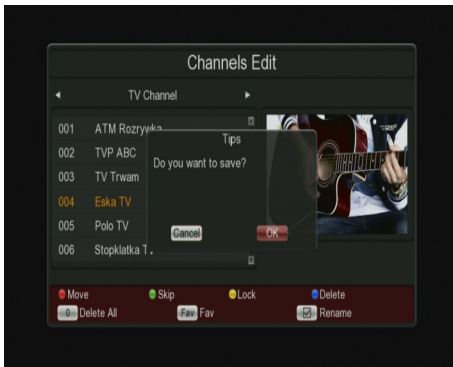 Channels Edit
TV Channel
001 ATM Rozrywka
002 TVP ABC
003 TV Trwam
004 Eska TV
005 Polo TV
006 Stopklatka T
Tips
Do you want to save?
Cancel OK
Move Skip Lock Delete
0 Delete All Fav Fav Rename